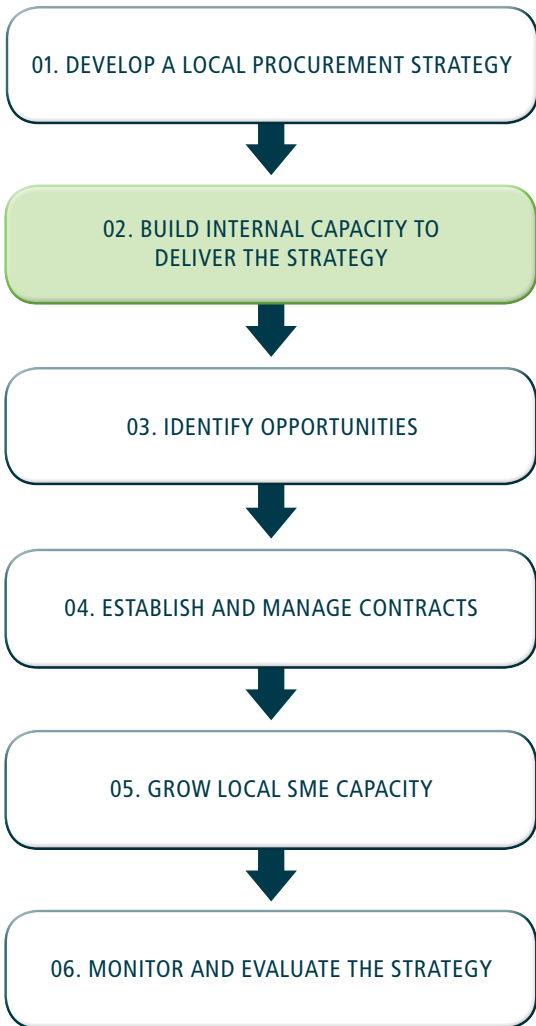 01. DEVELOP A LOCAL PROCUREMENT STRATEGY
02. BUILD INTERNAL CAPACITY TO
DELIVER THE STRATEGY
03. IDENTIFY OPPORTUNITIES
04. ESTABLISH AND MANAGE CONTRACTS
05. GROW LOCAL SME CAPACITY
06. MONITOR AND EVALUATE THE STRATEGY